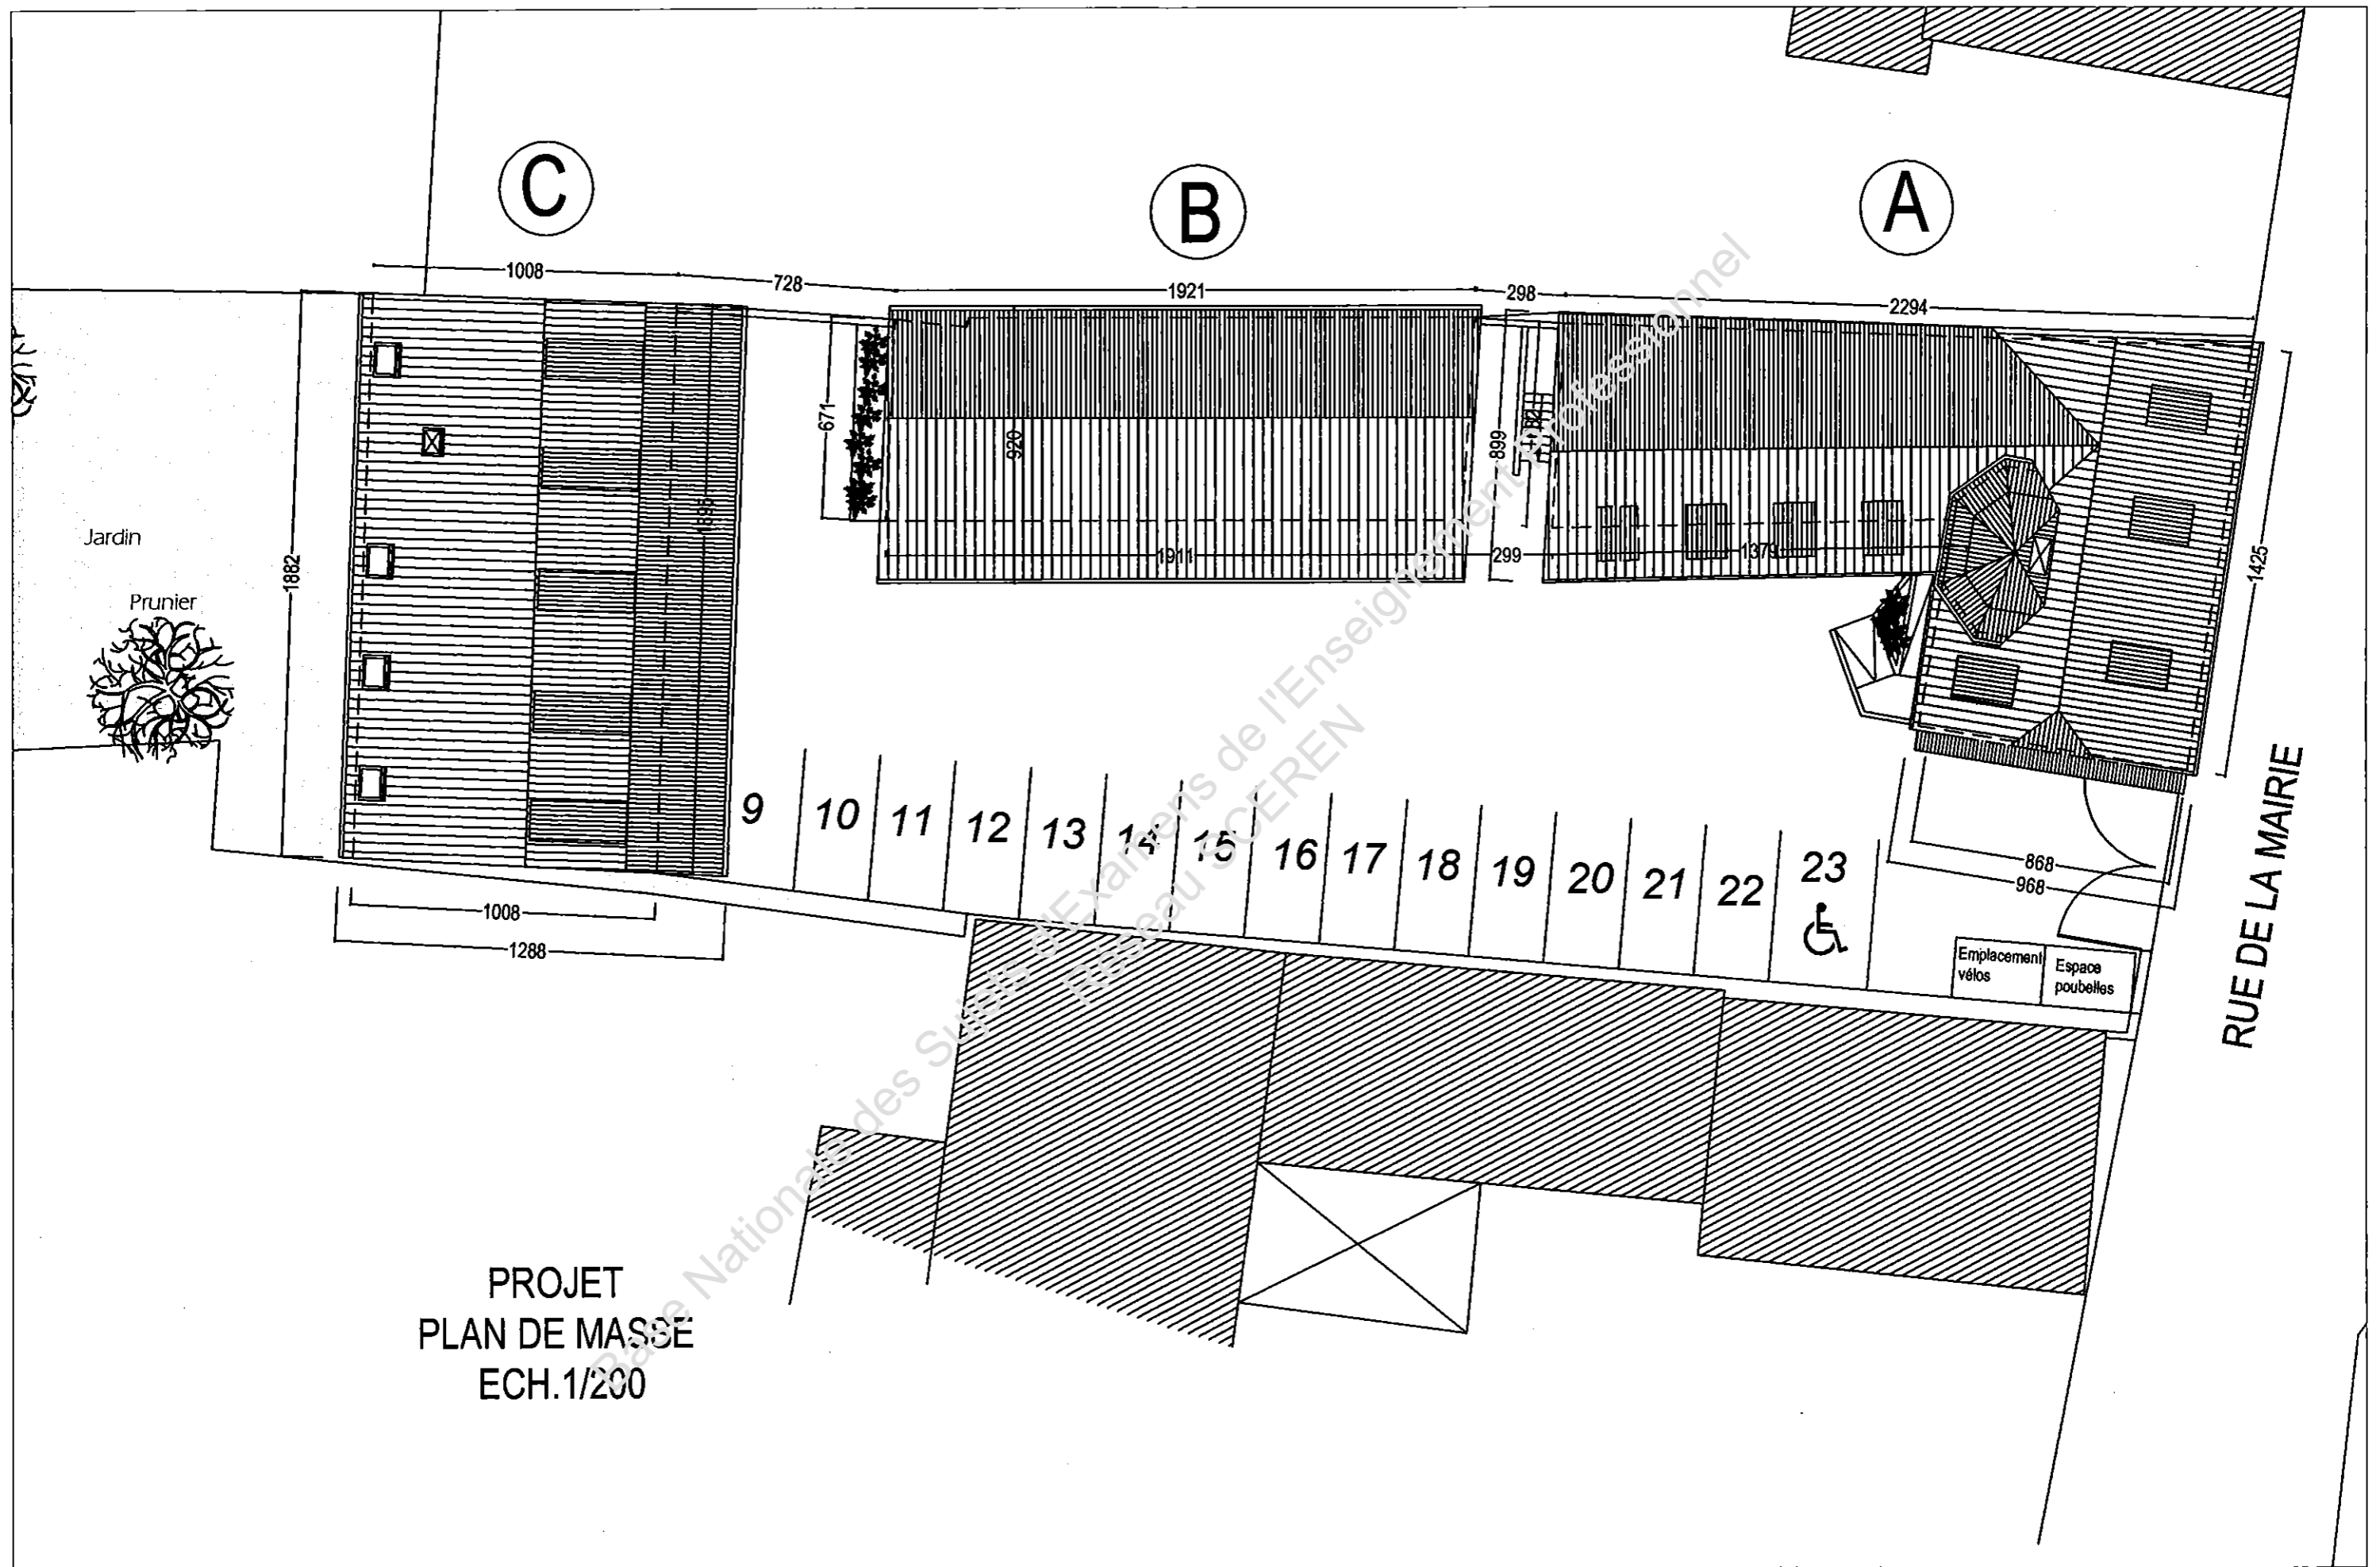 C
B
A
1008
728
1921
298
2294
671
920
899
1895
1882
1425
Jardin
Prunier
1911
299
1379
9
10
11
12
13
14
15
16
17
18
19
20
21
22
23
868
968
1008
1288
Emplacement
vélos
Espace
poubelles
RUE DE LA MAIRIE
Base Nationale des Sujets d'Examens de l'Enseignement professionnel
Réseau SCEREN
PROJET
PLAN DE MASSE
ECH.1/200